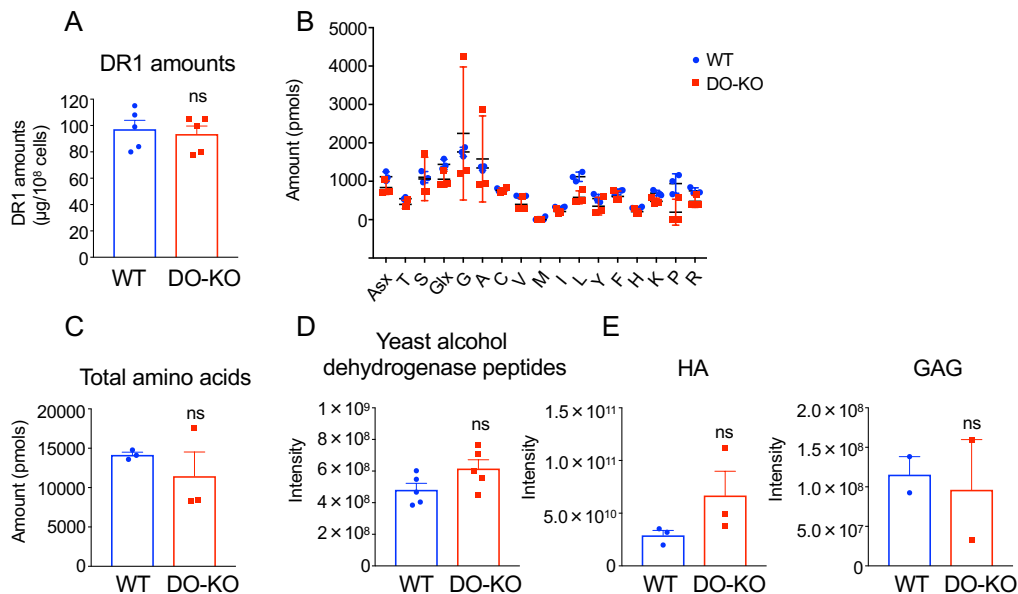 A
DR1 amounts
DR1 amounts
(µg/10⁸ cells)
120
100
80
60
40
20
0
ns
WT DO-KO
B
Amount (pmols)
5000
4000
3000
2000
1000
0
WT
DO-KO
Asx T S Glx G A C V M I L Y F H K P R
C
Total amino acids
Amount (pmols)
20000
15000
10000
5000
0
ns
WT DO-KO
D
Yeast alcohol
dehydrogenase peptides
Intensity
1×10⁹
8×10⁸
6×10⁸
4×10⁸
2×10⁸
0
ns
WT DO-KO
E
HA
Intensity
1.5×10¹¹
1.0×10¹¹
5.0×10¹⁰
0
ns
WT DO-KO
GAG
Intensity
2.0×10⁸
1.5×10⁸
1.0×10⁸
5.0×10⁷
0
ns
WT DO-KO